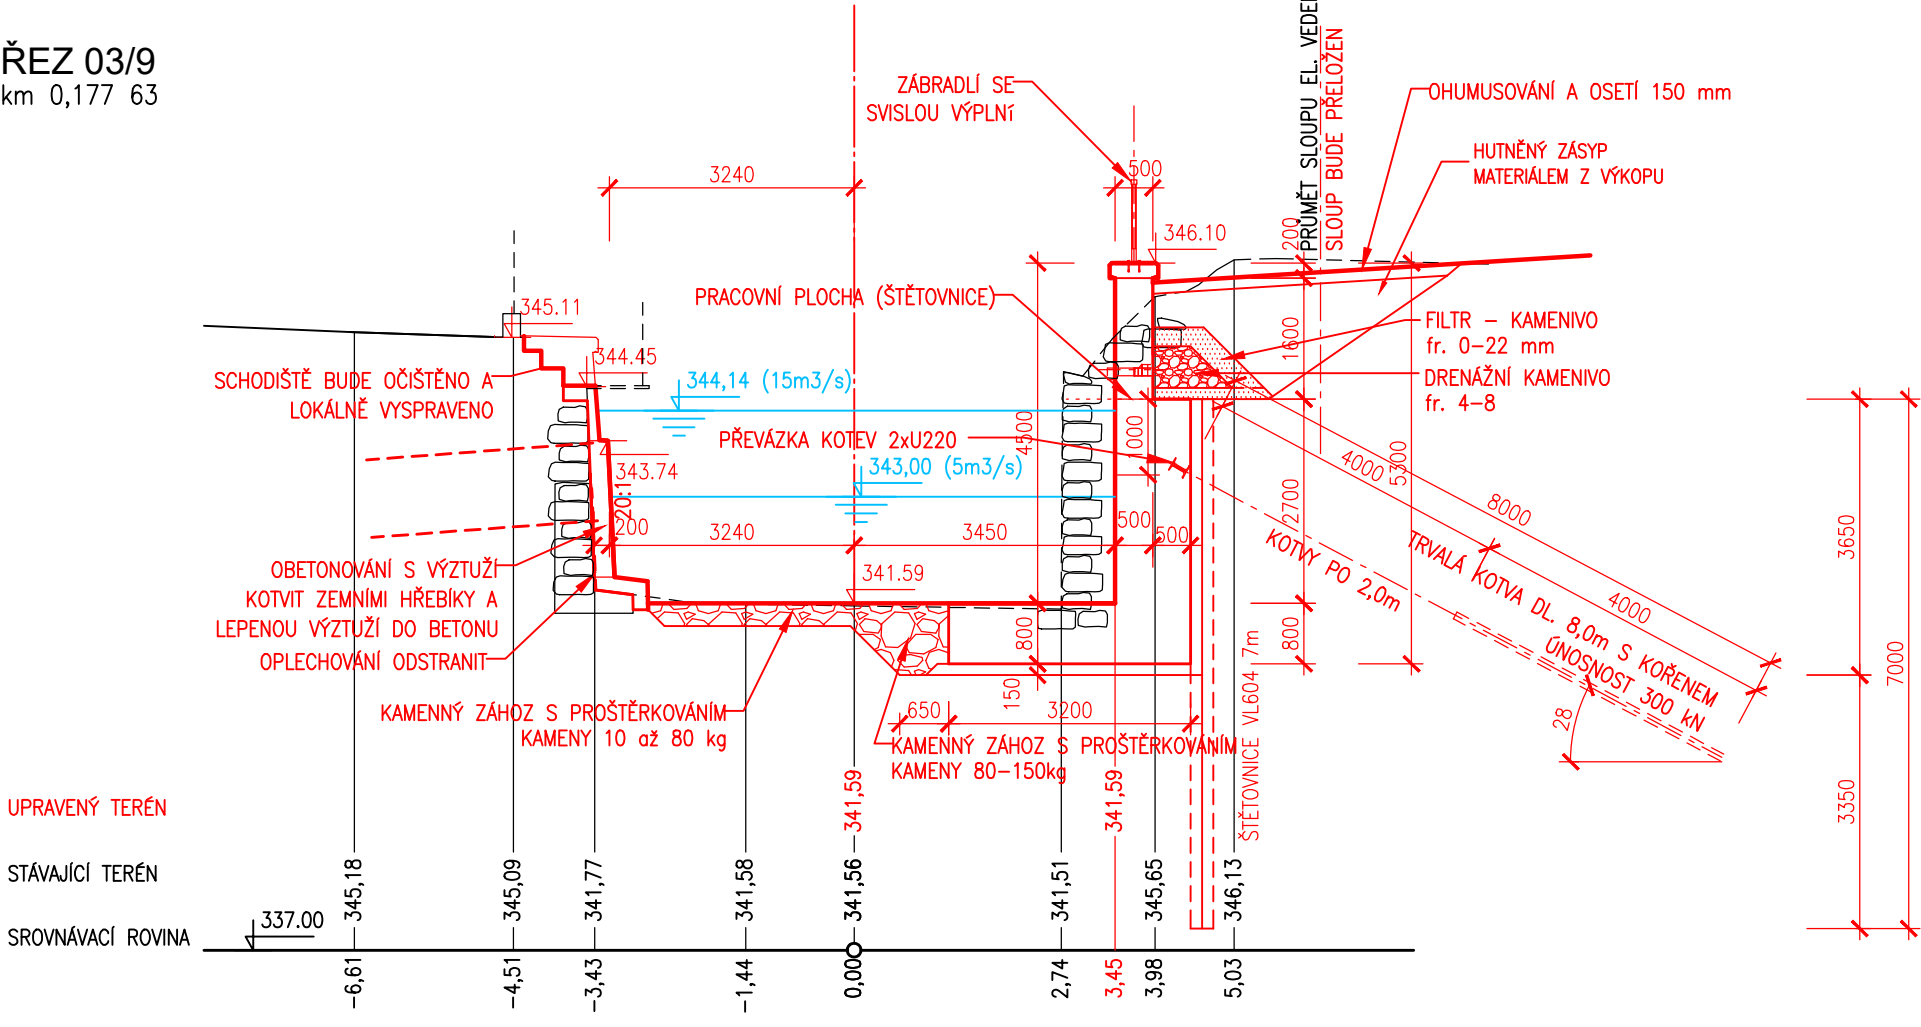 ŘEZ 03/9
km 0,177 63
ZÁBRADLÍ SE
SVISLOU VÝPLNí
PRŮMĚT SLOUPU EL.
SLOUP BUDE PŘELOŽEN
OHUMUSOVÁNÍ A OSETÍ 150 mm
HUTNĚNÝ ZÁSYP
MATERIÁLEM Z VÝKOPU
3240
500
346.10
200
345.11
344.45
PRACOVNÍ PLOCHA (ŠTĚTOVNICE)
1600
FILTR – KAMENIVO
fr. 0–22 mm
DRENÁŽNÍ KAMENIVO
fr. 4–8
SCHODIŠTĚ BUDE OČIŠTĚNO A
LOKÁLNĚ VYSPRAVENO
344,14 (15m3/s)
PŘEVÁZKA KOTEV 2xU220
343,00 (5m3/s)
4500
1000
343.74
20:1
200
3240
3450
500
500
2700
5300
4000
8000
4000
3650
7000
3350
KOTVY PO 2,0m
TRVALÁ KOTVA DL. 8,0m S KOŘENEM
ÚNOSNOST 300 kN
28
OBETONOVÁNÍ S VÝZTUŽÍ
KOTVIT ZEMNÍMI HŘEBÍKY A
LEPENOU VÝZTUŽÍ DO BETONU
OPLECHOVÁNÍ ODSTRANIT
341.59
800
800
150
650
3200
KAMENNÝ ZÁHOZ S PROŠTĚRKOVÁNÍM
KAMENY 10 až 80 kg
KAMENNÝ ZÁHOZ S PROŠTĚRKOVÁNÍM
KAMENY 80–150kg
ŠTĚTOVNICE VL604 7m
UPRAVENÝ TERÉN
341,59
341,59
STÁVAJÍCÍ TERÉN
345,18
345,09
341,77
341,58
341,56
341,51
345,65
346,13
SROVNÁVACÍ ROVINA
337.00
-6,61
-4,51
-3,43
-1,44
0,00
2,74
3,45
3,98
5,03